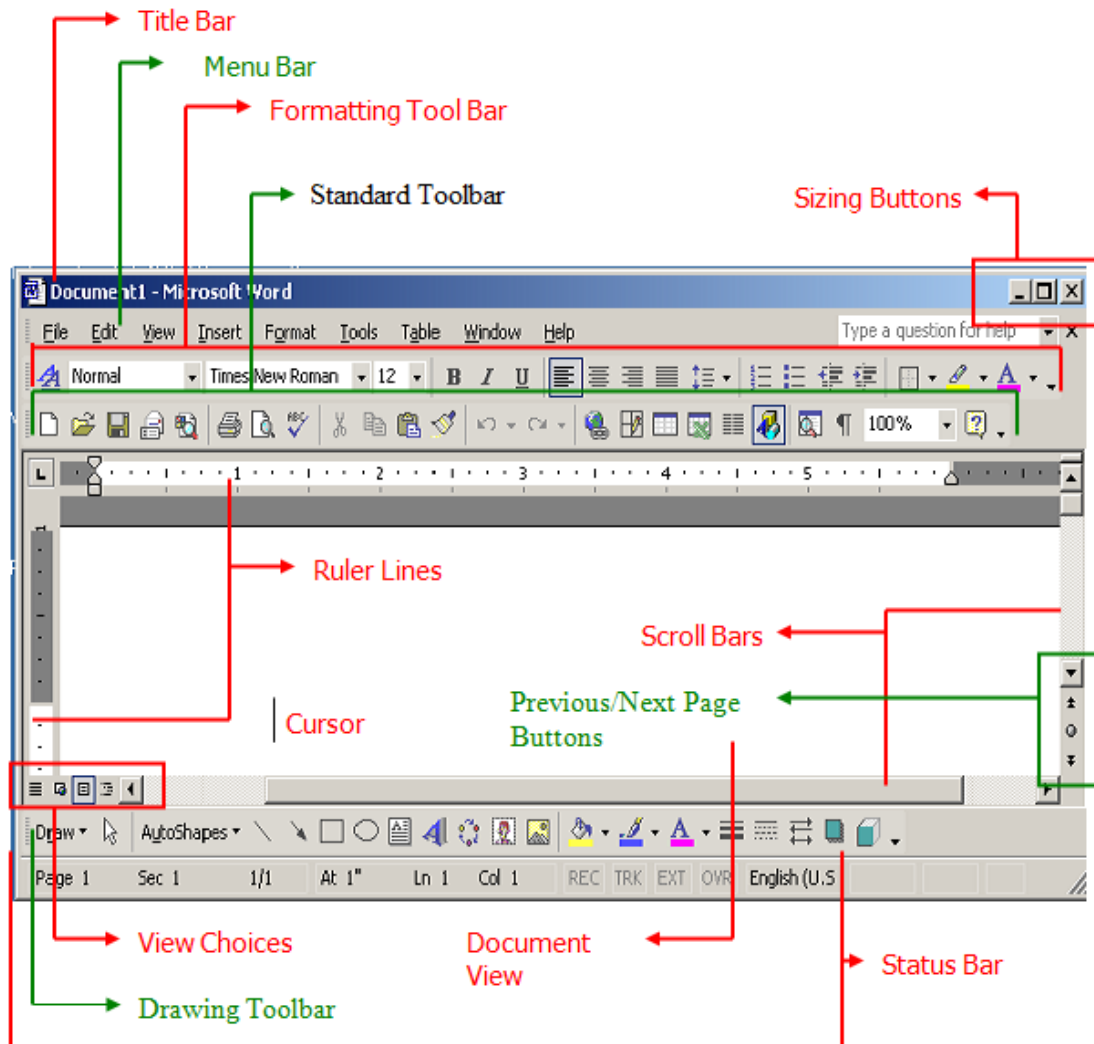 Title Bar
Menu Bar
Formatting Tool Bar
Standard Toolbar
Sizing Buttons
Document1 - Microsoft Word
File Edit View Insert Format Tools Table Window Help Type a question for help
Normal Times New Roman 12 B I U A
ABC 100% ?
L 1 2 3 4 5
Ruler Lines
Scroll Bars
Previous/Next Page
Buttons
Cursor
Draw AutoShapes A
Page 1 Sec 1 1/1 At 1" Ln 1 Col 1 REC TRK EXT OVR English (U.S
View Choices
Document
View
Status Bar
Drawing Toolbar